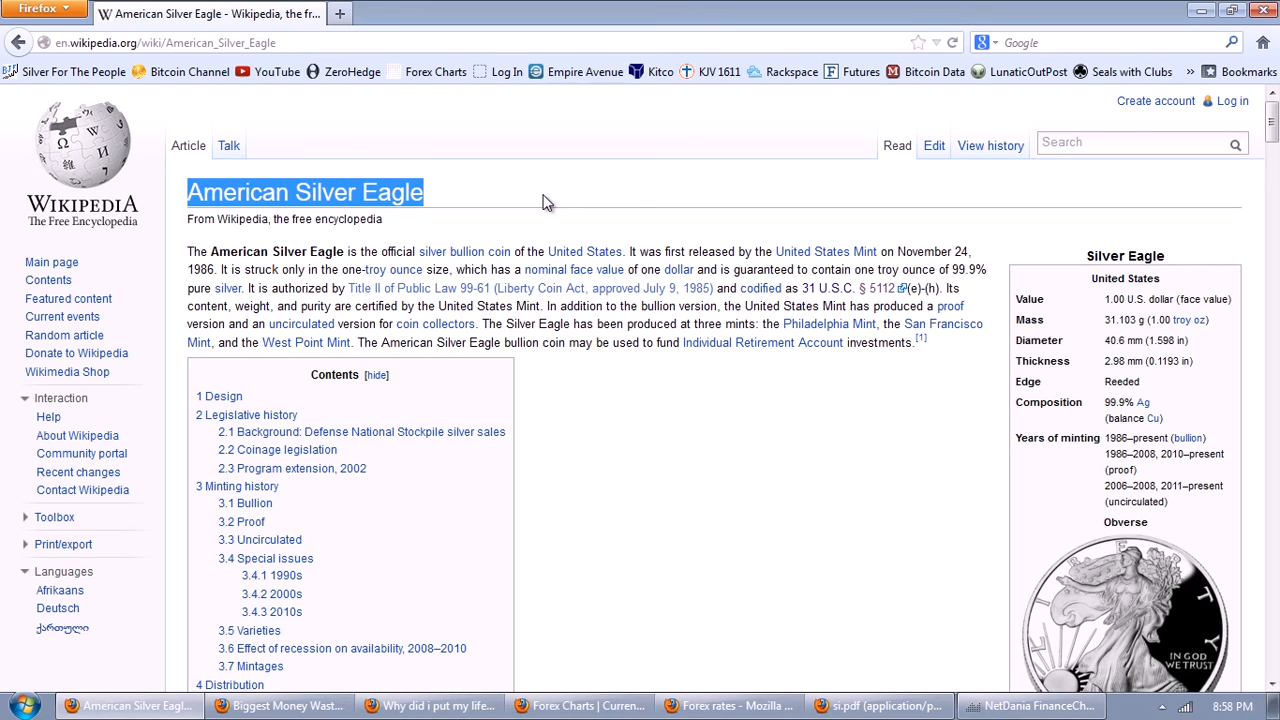 Firefox
American Silver Eagle - Wikipedia, the fr...
en.wikipedia.org/wiki/American_Silver_Eagle
Google
Silver For The People Bitcoin Channel YouTube ZeroHedge Forex Charts Log In Empire Avenue Kitco KJV 1611 Rackspace Futures Bitcoin Data LunaticOutPost Seals with Clubs » Bookmarks
Create account Log in
Article Talk Read Edit View history Search
WIKIPEDIA
The Free Encyclopedia
American Silver Eagle
From Wikipedia, the free encyclopedia
The American Silver Eagle is the official silver bullion coin of the United States. It was first released by the United States Mint on November 24,
1986. It is struck only in the one-troy ounce size, which has a nominal face value of one dollar and is guaranteed to contain one troy ounce of 99.9%
pure silver. It is authorized by Title II of Public Law 99-61 (Liberty Coin Act, approved July 9, 1985) and codified as 31 U.S.C. § 5112 (e)-(h). Its
content, weight, and purity are certified by the United States Mint. In addition to the bullion version, the United States Mint has produced a proof
version and an uncirculated version for coin collectors. The Silver Eagle has been produced at three mints: the Philadelphia Mint, the San Francisco
Mint, and the West Point Mint. The American Silver Eagle bullion coin may be used to fund Individual Retirement Account investments.[1]
Main page
Contents
Featured content
Current events
Random article
Donate to Wikipedia
Wikimedia Shop
Interaction
Help
About Wikipedia
Community portal
Recent changes
Contact Wikipedia
Toolbox
Print/export
Languages
Afrikaans
Deutsch
ქართული
Contents [hide]
1 Design
2 Legislative history
2.1 Background: Defense National Stockpile silver sales
2.2 Coinage legislation
2.3 Program extension, 2002
3 Minting history
3.1 Bullion
3.2 Proof
3.3 Uncirculated
3.4 Special issues
3.4.1 1990s
3.4.2 2000s
3.4.3 2010s
3.5 Varieties
3.6 Effect of recession on availability, 2008–2010
3.7 Mintages
4 Distribution
Silver Eagle
United States
Value 1.00 U.S. dollar (face value)
Mass 31.103 g (1.00 troy oz)
Diameter 40.6 mm (1.598 in)
Thickness 2.98 mm (0.1193 in)
Edge Reeded
Composition 99.9% Ag
(balance Cu)
Years of minting 1986–present (bullion)
1986–2008, 2010–present
(proof)
2006–2008, 2011–present
(uncirculated)
Obverse
L I E T Y
IN GOD
WE TRUST
American Silver Eagl... Biggest Money Wast... Why did i put my life... Forex Charts | Curren... Forex rates - Mozilla ... si.pdf (application/p... NetDania FinanceCh... 8:58 PM